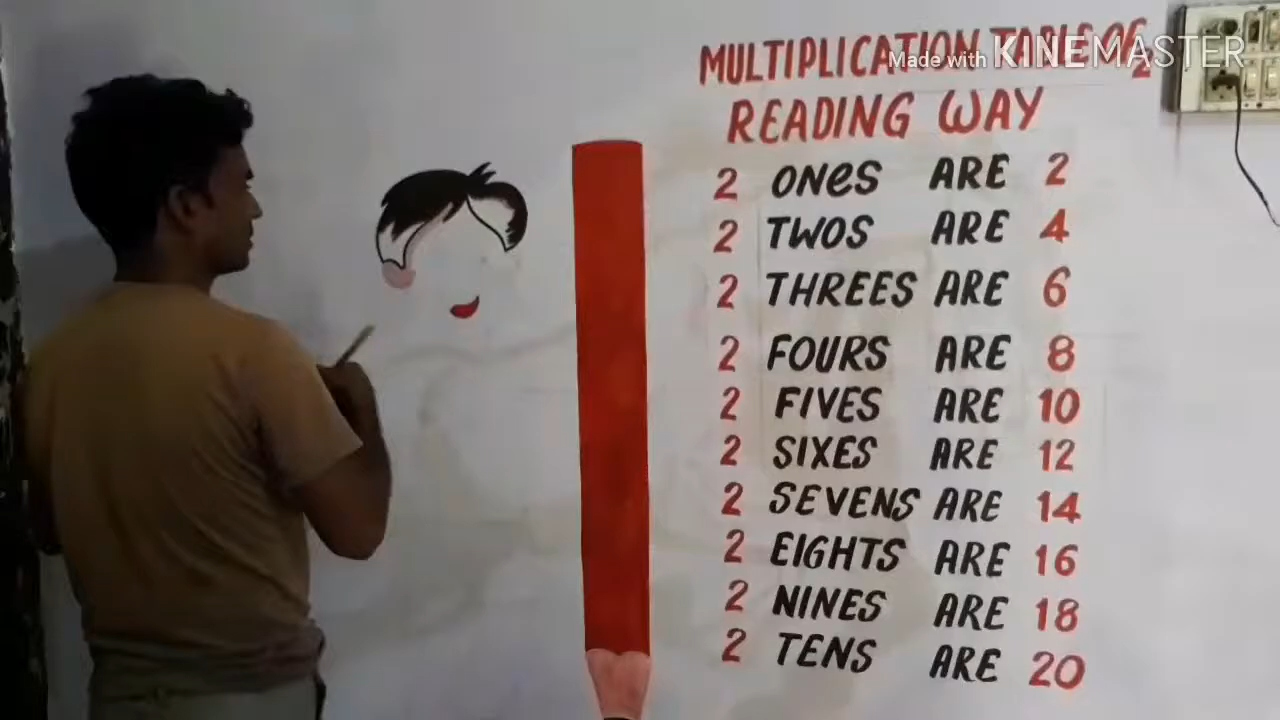 MULTIPLICATION TABLE OF 2
Made with KINEMASTER
READING WAY
2 ONES ARE 2
2 TWOS ARE 4
2 THREES ARE 6
2 FOURS ARE 8
2 FIVES ARE 10
2 SIXES ARE 12
2 SEVENS ARE 14
2 EIGHTS ARE 16
2 NINES ARE 18
2 TENS ARE 20